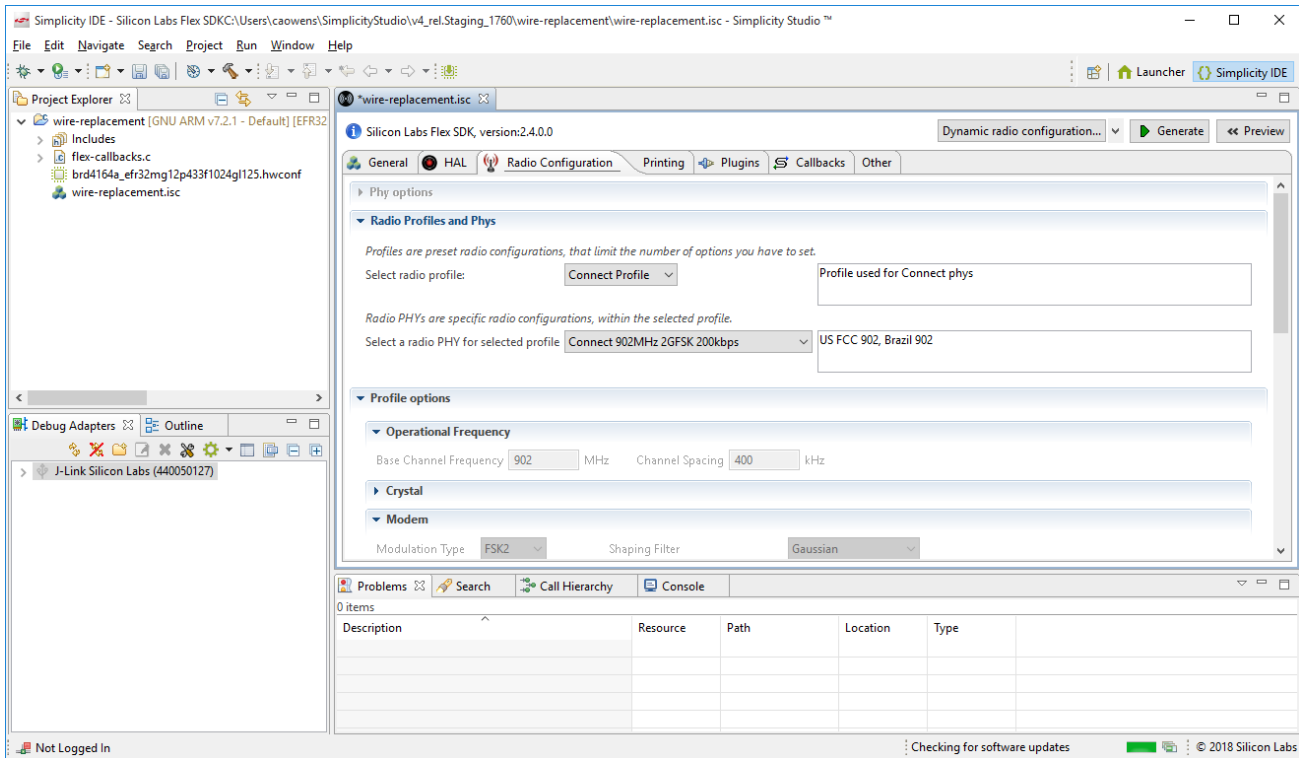 Simplicity IDE - Silicon Labs Flex SDKC:\Users\caowens\SimplicityStudio\v4_rel.Staging_1760\wire-replacement\wire-replacement.isc - Simplicity Studio ™
File Edit Navigate Search Project Run Window Help
Launcher Simplicity IDE
Project Explorer
wire-replacement [GNU ARM v7.2.1 - Default] [EFR32
Includes
flex-callbacks.c
brd4164a_efr32mg12p433f1024gl125.hwconf
wire-replacement.isc
*wire-replacement.isc
Silicon Labs Flex SDK, version:2.4.0.0
Dynamic radio configuration... Generate Preview
General HAL Radio Configuration Printing Plugins Callbacks Other
Phy options
Radio Profiles and Phys
Profiles are preset radio configurations, that limit the number of options you have to set.
Select radio profile: Connect Profile Profile used for Connect phys
Radio PHYs are specific radio configurations, within the selected profile.
Select a radio PHY for selected profile Connect 902MHz 2GFSK 200kbps US FCC 902, Brazil 902
Profile options
Operational Frequency
Base Channel Frequency 902 MHz Channel Spacing 400 kHz
Crystal
Modem
Modulation Type FSK2 Shaping Filter Gaussian
Debug Adapters Outline
J-Link Silicon Labs (440050127)
Problems Search Call Hierarchy Console
0 items
Description Resource Path Location Type
Not Logged In Checking for software updates © 2018 Silicon Labs